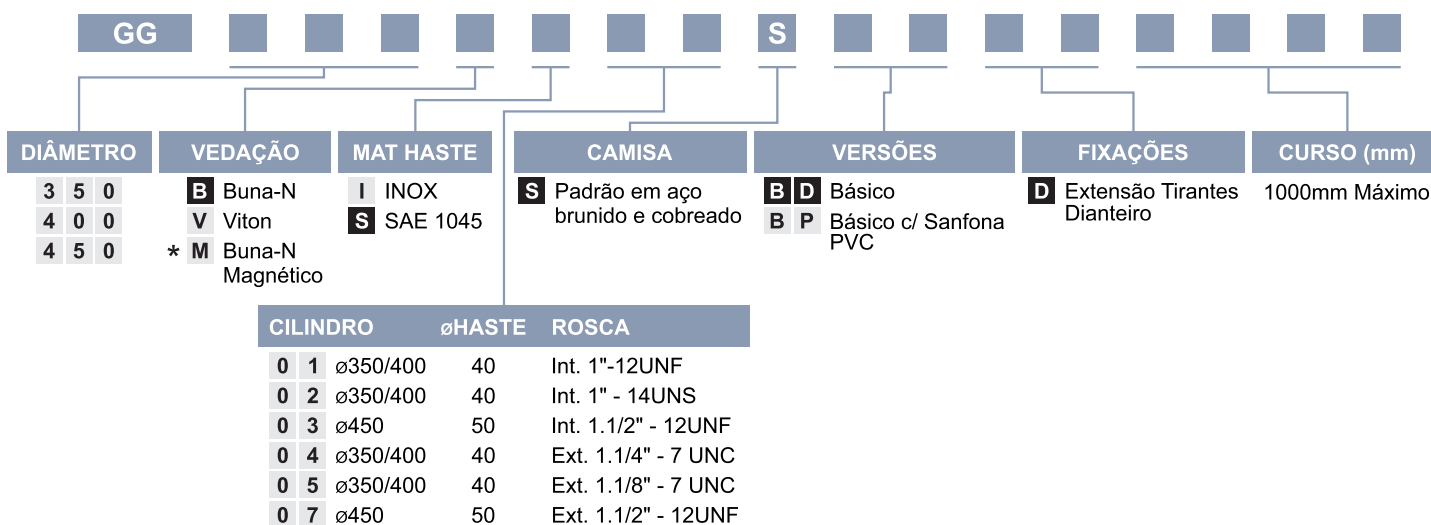 GG S
DIÂMETRO
3 5 0
4 0 0
4 5 0
VEDAÇÃO
B Buna-N
V Viton
* M Buna-N
Magnético
MAT HASTE
I INOX
S SAE 1045
CAMISA
S Padrão em aço
brunido e cobreado
VERSÕES
B D Básico
B P Básico c/ Sanfona
PVC
FIXAÇÕES
D Extensão Tirantes
Dianteiro
CURSO (mm)
1000mm Máximo
CILINDRO øHASTE ROSCA
0 1 ø350/400 40 Int. 1"-12UNF
0 2 ø350/400 40 Int. 1" - 14UNS
0 3 ø450 50 Int. 1.1/2" - 12UNF
0 4 ø350/400 40 Ext. 1.1/4" - 7 UNC
0 5 ø350/400 40 Ext. 1.1/8" - 7 UNC
0 7 ø450 50 Ext. 1.1/2" - 12UNF